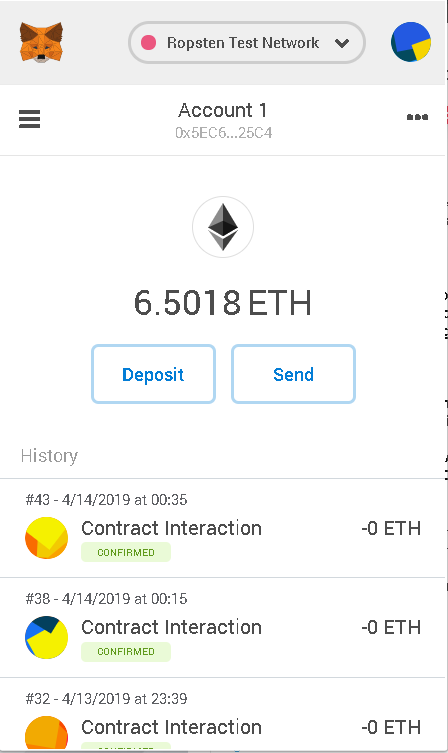 Ropsten Test Network
Account 1
0x5EC6...25C4
6.5018 ETH
Deposit
Send
History
#43 - 4/14/2019 at 00:35
Contract Interaction
-0 ETH
CONFIRMED
#38 - 4/14/2019 at 00:15
Contract Interaction
-0 ETH
CONFIRMED
#32 - 4/13/2019 at 23:39
Contract Interaction
-0 ETH
CONFIRMED